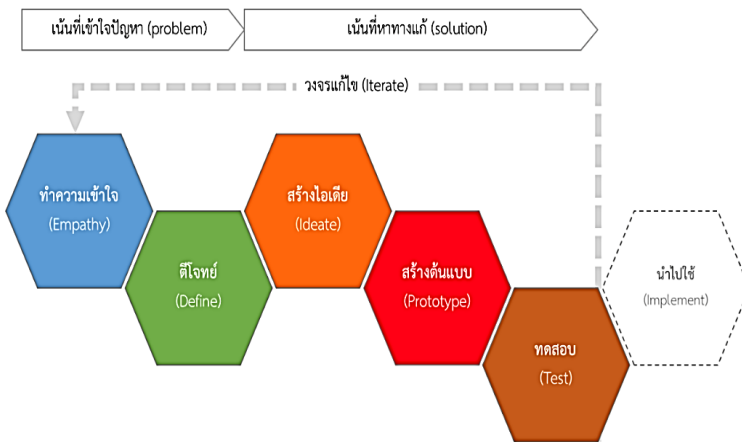 เน้นที่เข้าใจปัญหา (problem)
เน้นที่หาทางแก้ (solution)
วงจรแก้ไข (Iterate)
ทำความเข้าใจ
(Empathy)
ตีโจทย์
(Define)
สร้างไอเดีย
(Ideate)
สร้างต้นแบบ
(Prototype)
ทดสอบ
(Test)
นำไปใช้
(Implement)